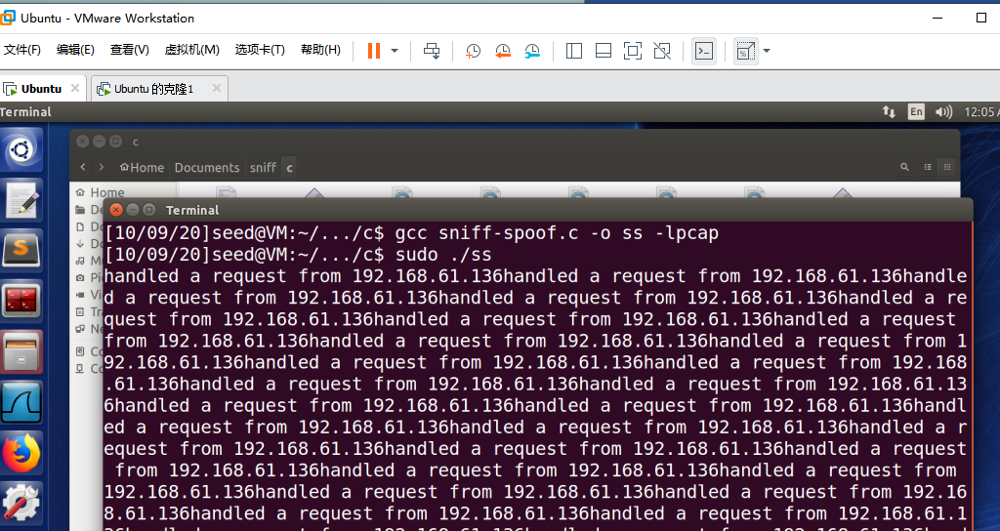 Ubuntu - VMware Workstation
文件(F) 编辑(E) 查看(V) 虚拟机(M) 选项卡(T) 帮助(H)
Ubuntu Ubuntu 的克隆1
Terminal En 12:05
c
Home Documents sniff c
Home
Terminal
[10/09/20]seed@VM:~/.../c$ gcc sniff-spoof.c -o ss -lpcap
[10/09/20]seed@VM:~/.../c$ sudo ./ss
handled a request from 192.168.61.136handled a request from 192.168.61.136handle
d a request from 192.168.61.136handled a request from 192.168.61.136handled a re
quest from 192.168.61.136handled a request from 192.168.61.136handled a request
from 192.168.61.136handled a request from 192.168.61.136handled a request from 1
92.168.61.136handled a request from 192.168.61.136handled a request from 192.168
.61.136handled a request from 192.168.61.136handled a request from 192.168.61.13
6handled a request from 192.168.61.136handled a request from 192.168.61.136handl
ed a request from 192.168.61.136handled a request from 192.168.61.136handled a r
equest from 192.168.61.136handled a request from 192.168.61.136handled a request
from 192.168.61.136handled a request from 192.168.61.136handled a request from
192.168.61.136handled a request from 192.168.61.136handled a request from 192.16
8.61.136handled a request from 192.168.61.136handled a request from 192.168.61.1